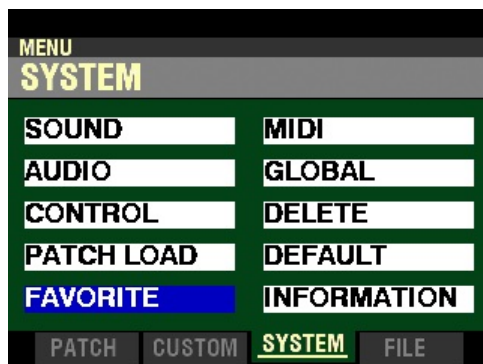 MENU
SYSTEM
SOUND
MIDI
AUDIO
GLOBAL
CONTROL
DELETE
PATCH LOAD
DEFAULT
FAVORITE
INFORMATION
PATCH
CUSTOM
SYSTEM
FILE